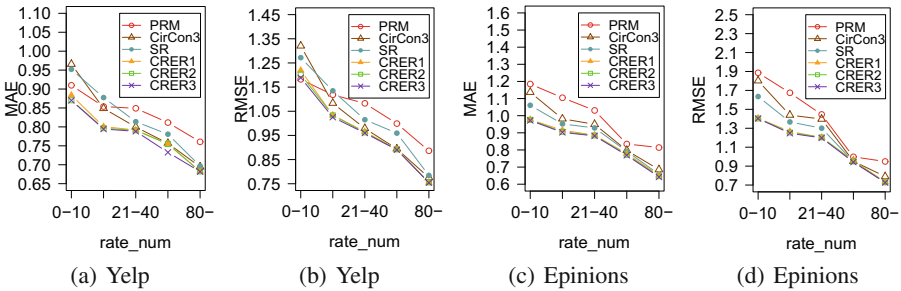 1.10
1.05
1.00
0.95
0.90
0.85
0.80
0.75
0.70
0.65
MAE
PRM
CirCon3
SR
CRER1
CRER2
CRER3
0−10 21−40 80−
rate_num
(a) Yelp
1.45
1.35
1.25
1.15
1.05
0.95
0.85
0.75
RMSE
PRM
CirCon3
SR
CRER1
CRER2
CRER3
0−10 21−40 80−
rate_num
(b) Yelp
1.6
1.5
1.4
1.3
1.2
1.1
1.0
0.9
0.8
0.7
0.6
MAE
PRM
CirCon3
SR
CRER1
CRER2
CRER3
0−10 21−40 80−
rate_num
(c) Epinions
2.5
2.3
2.1
1.9
1.7
1.5
1.3
1.1
0.9
0.7
RMSE
PRM
CirCon3
SR
CRER1
CRER2
CRER3
0−10 21−40 80−
rate_num
(d) Epinions